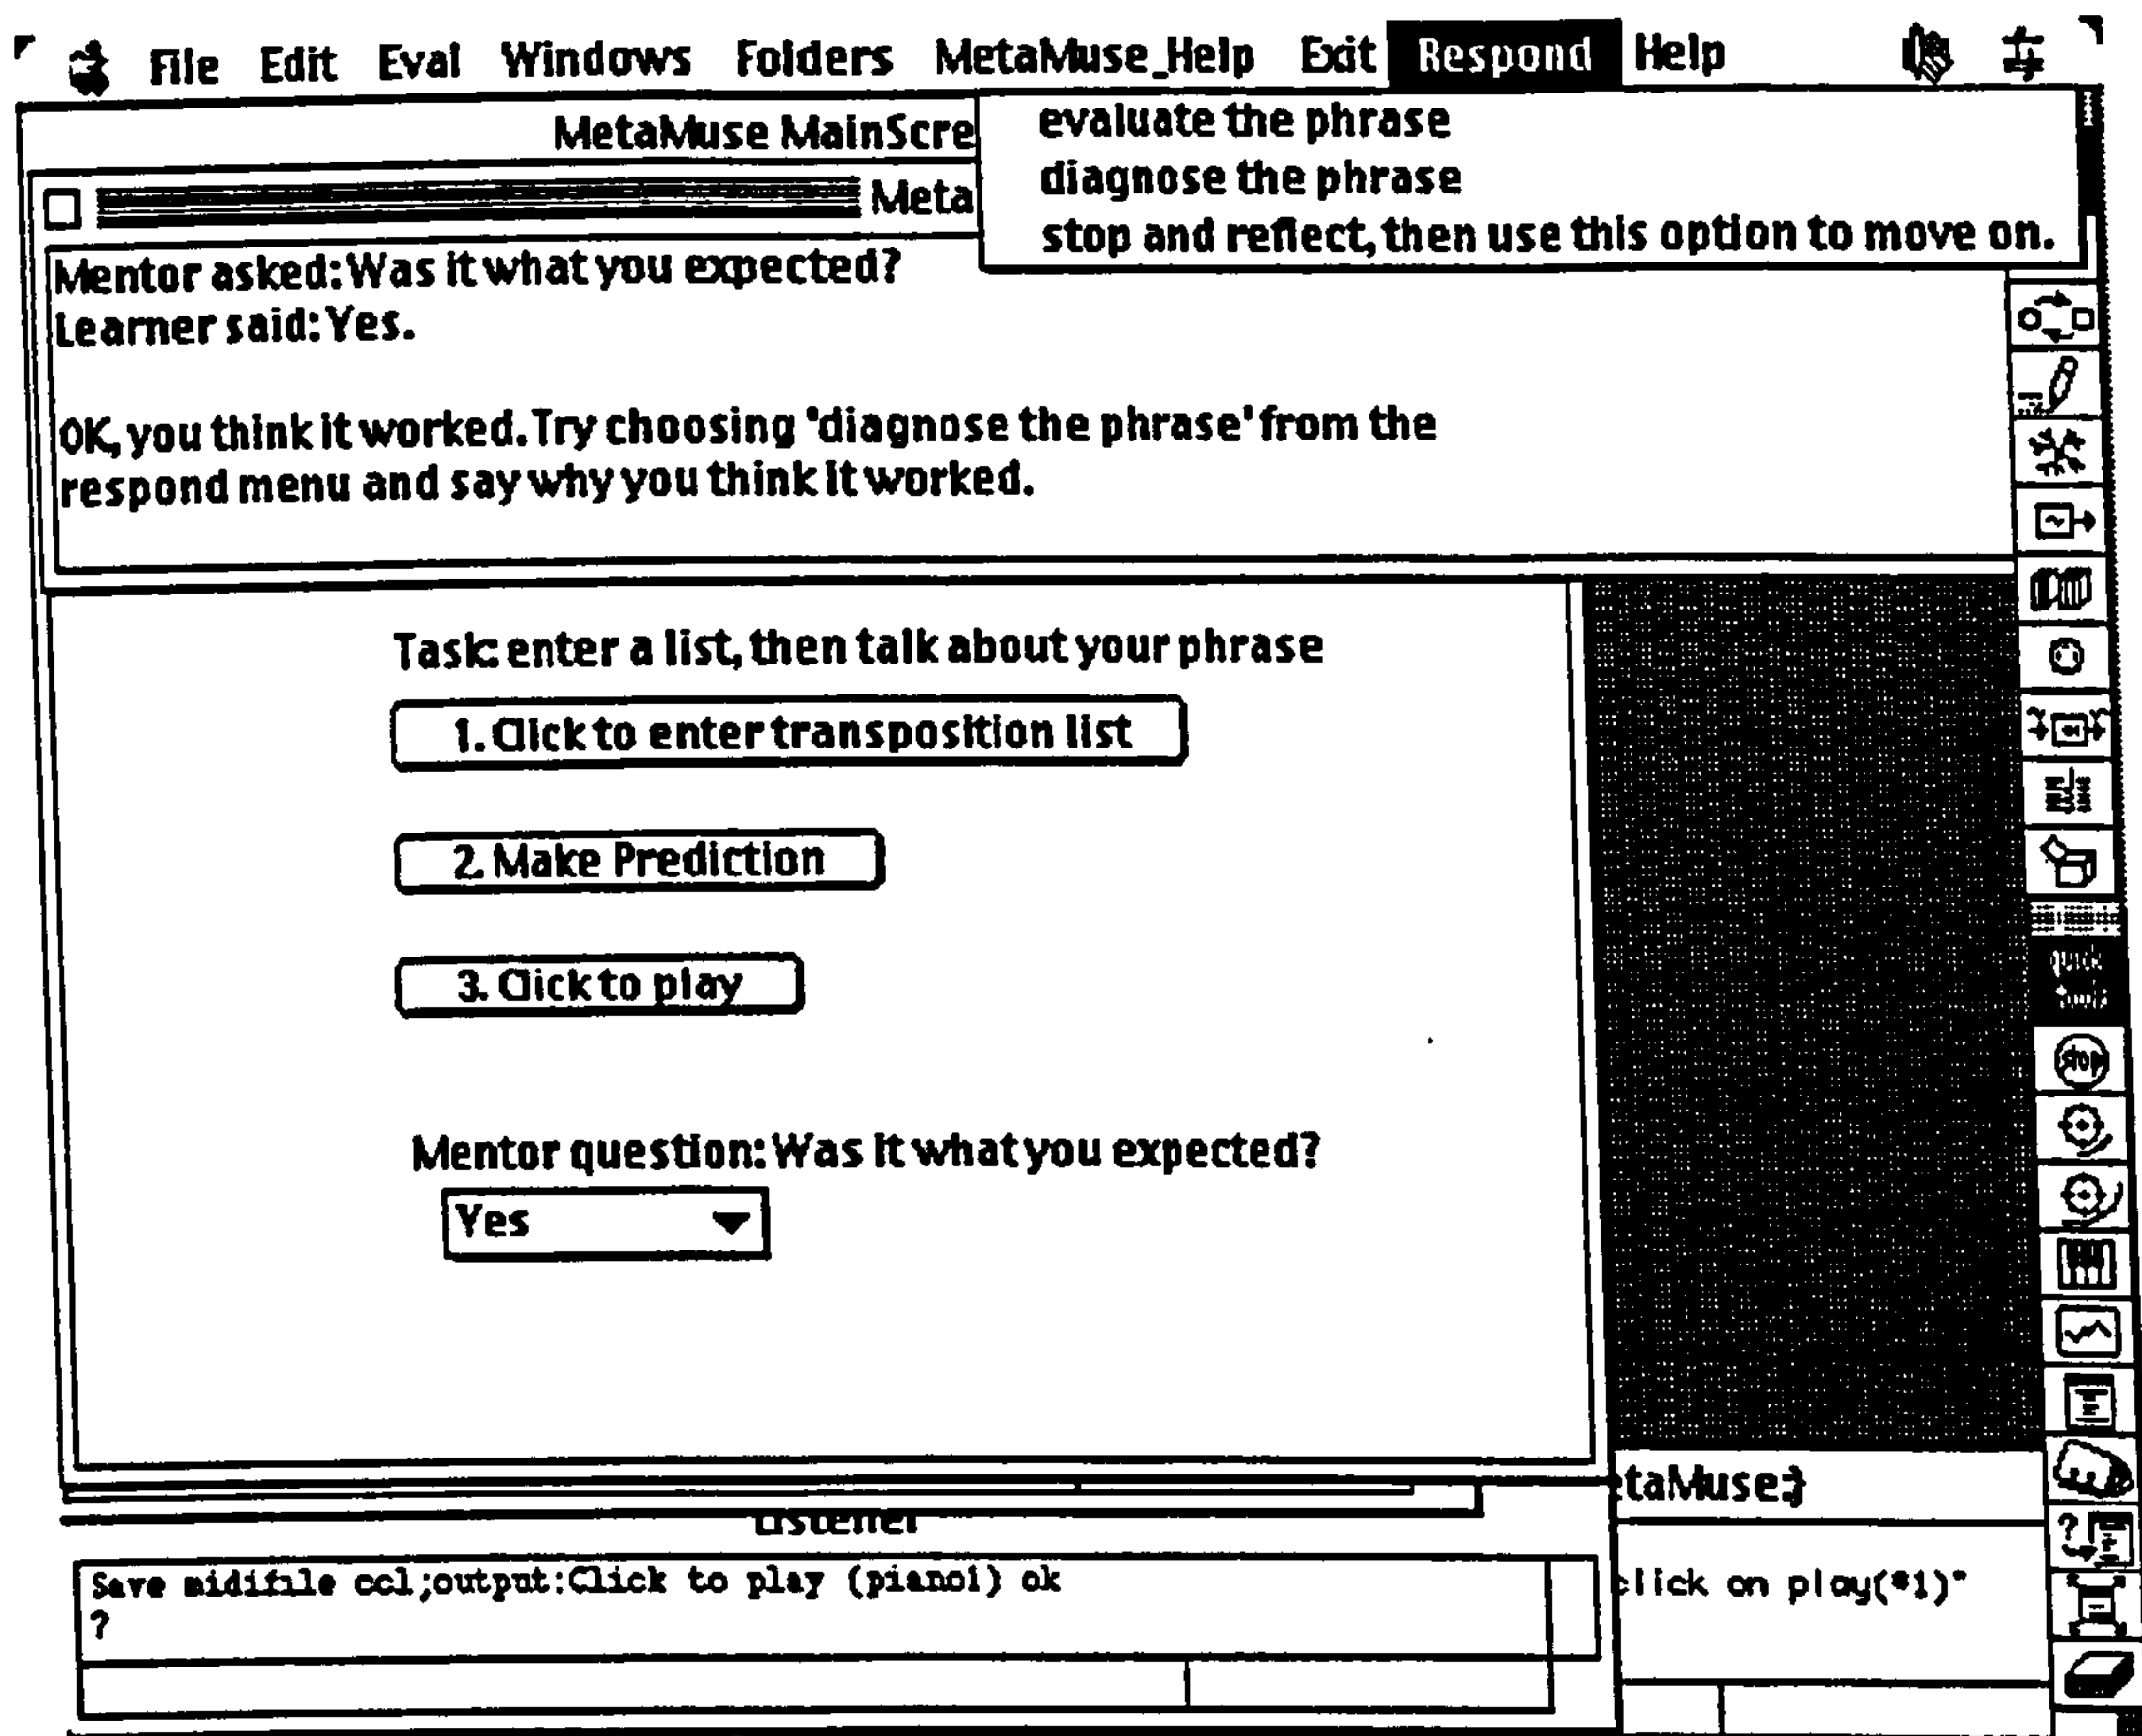 File Edit Eval Windows Folders MetaMuse_Help Exit Respond Help
MetaMuse MainScre
evaluate the phrase
diagnose the phrase
stop and reflect, then use this option to move on.
Meta
Mentor asked: Was it what you expected?
Learner said: Yes.
OK, you think it worked. Try choosing 'diagnose the phrase' from the
respond menu and say why you think it worked.
Task: enter a list, then talk about your phrase
1. Click to enter transposition list
2. Make Prediction
3. Click to play
stop
Mentor question: Was it what you expected?
Yes
taMuse:}
Listener
Save midifile ccl;output:Click to play (piano1) ok
?
click on play(*1)"